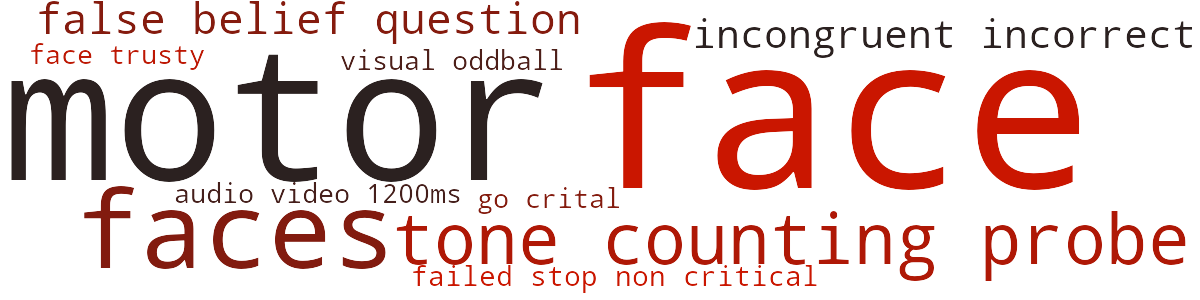 false belief question
incongruent incorrect
face trusty
visual oddball
motor
face
audio video 1200ms
go crital
faces
tone counting probe
failed stop non critical